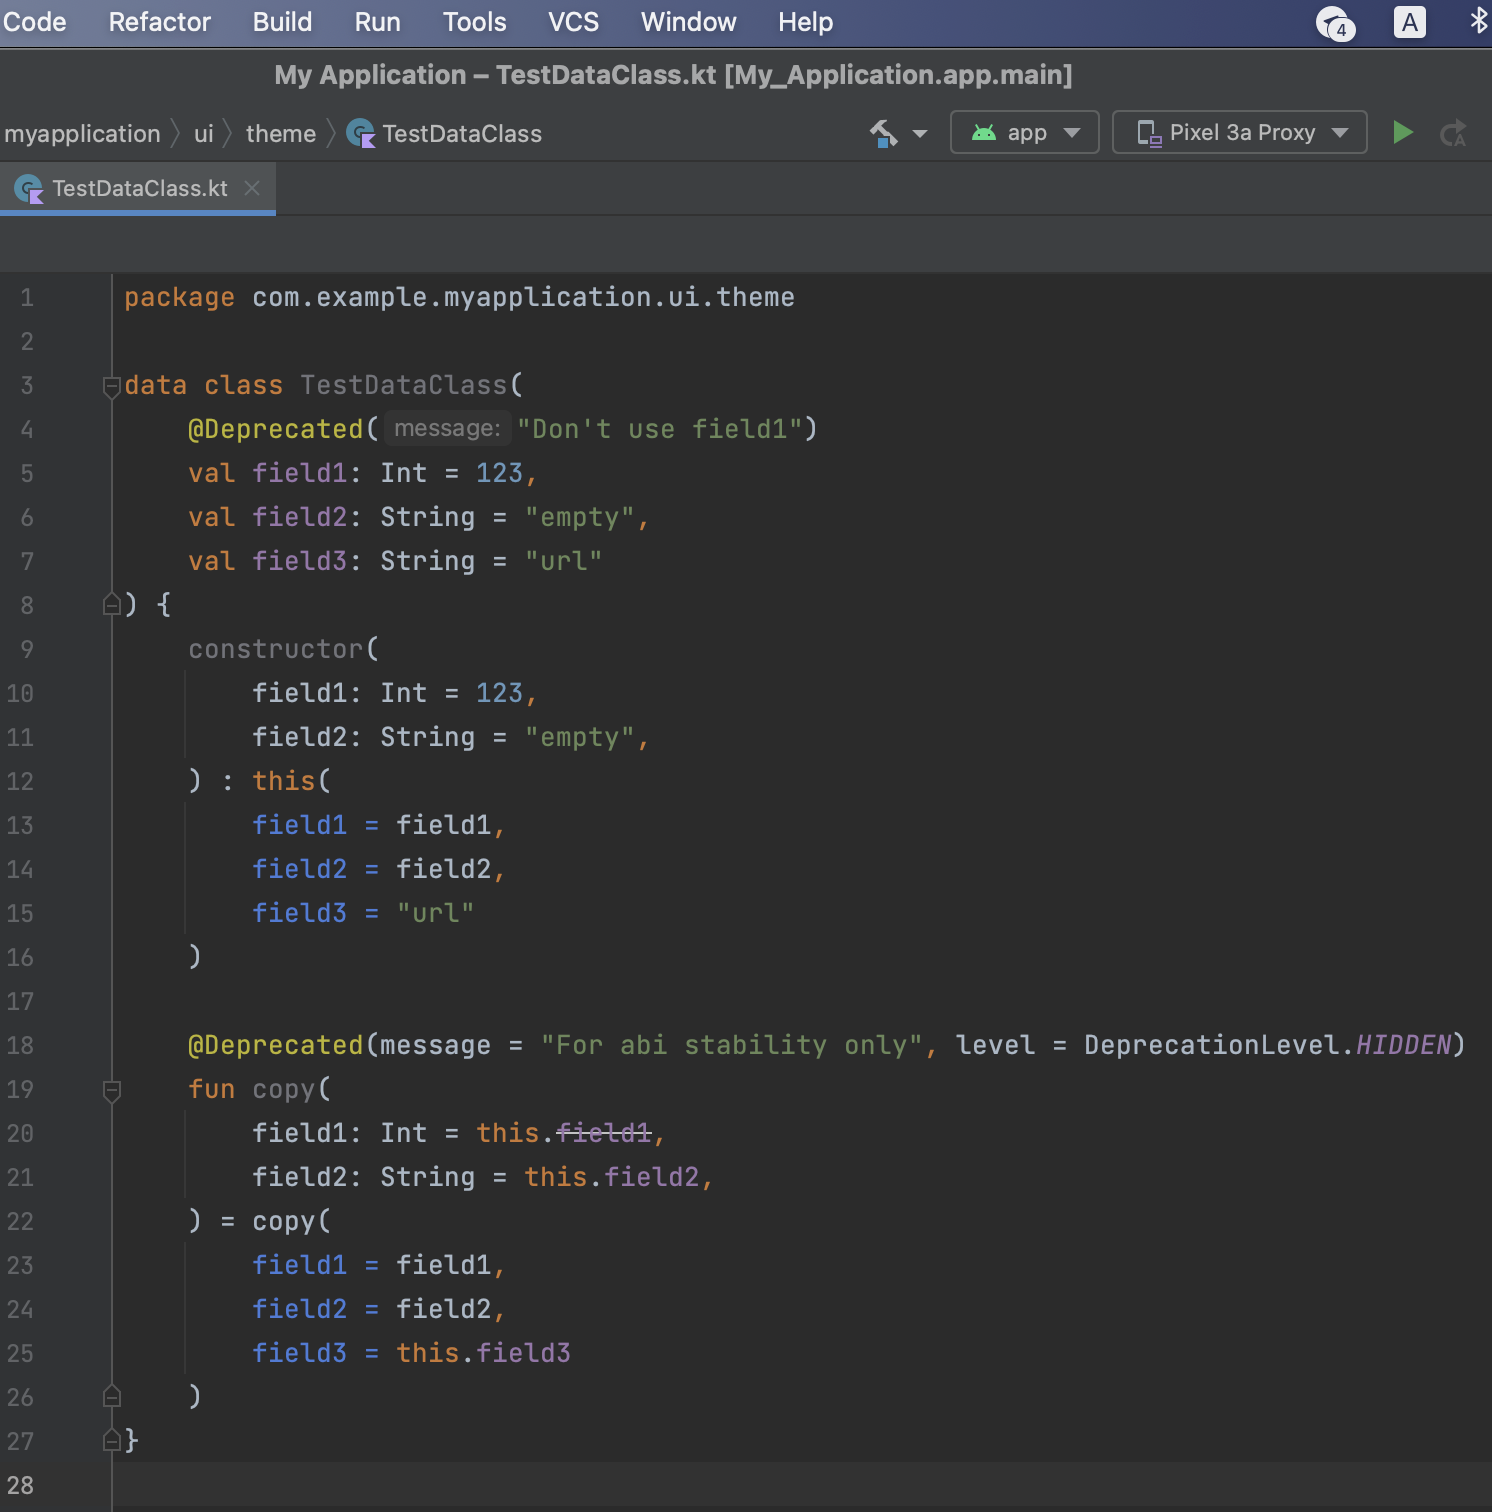 Code Refactor Build Run Tools VCS Window Help 4 A
My Application – TestDataClass.kt [My_Application.app.main]
myapplication ui theme TestDataClass app Pixel 3a Proxy
TestDataClass.kt
1 package com.example.myapplication.ui.theme
2
3 data class TestDataClass(
4 @Deprecated( message: "Don't use field1")
5 val field1: Int = 123,
6 val field2: String = "empty",
7 val field3: String = "url"
8 ) {
9 constructor(
10 field1: Int = 123,
11 field2: String = "empty",
12 ) : this(
13 field1 = field1,
14 field2 = field2,
15 field3 = "url"
16 )
17
18 @Deprecated(message = "For abi stability only", level = DeprecationLevel.HIDDEN)
19 fun copy(
20 field1: Int = this.field1,
21 field2: String = this.field2,
22 ) = copy(
23 field1 = field1,
24 field2 = field2,
25 field3 = this.field3
26 )
27 }
28